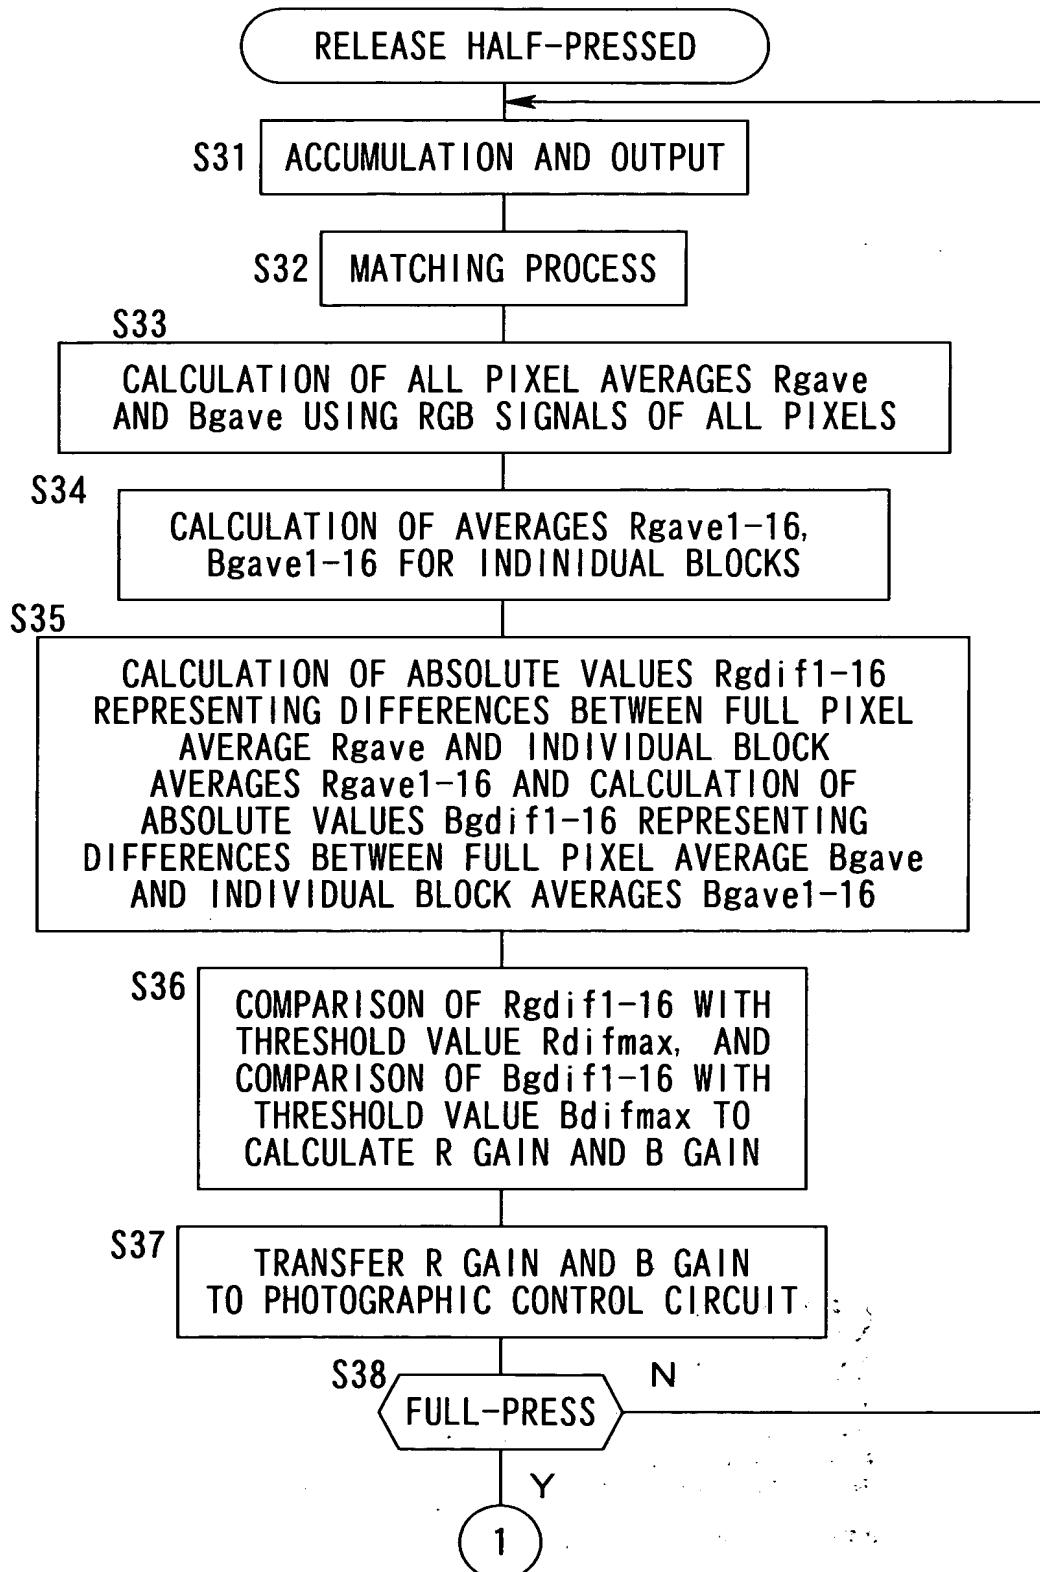 RELEASE HALF-PRESSED
S31
ACCUMULATION AND OUTPUT
S32
MATCHING PROCESS
S33
CALCULATION OF ALL PIXEL AVERAGES Rgave
AND Bgave USING RGB SIGNALS OF ALL PIXELS
S34
CALCULATION OF AVERAGES Rgave1-16,
Bgave1-16 FOR INDINIDUAL BLOCKS
S35
CALCULATION OF ABSOLUTE VALUES Rgdif1-16
REPRESENTING DIFFERENCES BETWEEN FULL PIXEL
AVERAGE Rgave AND INDIVIDUAL BLOCK
AVERAGES Rgave1-16 AND CALCULATION OF
ABSOLUTE VALUES Bgdif1-16 REPRESENTING
DIFFERENCES BETWEEN FULL PIXEL AVERAGE Bgave
AND INDIVIDUAL BLOCK AVERAGES Bgave1-16
S36
COMPARISON OF Rgdif1-16 WITH
THRESHOLD VALUE Rdifmax, AND
COMPARISON OF Bgdif1-16 WITH
THRESHOLD VALUE Bdifmax TO
CALCULATE R GAIN AND B GAIN
S37
TRANSFER R GAIN AND B GAIN
TO PHOTOGRAPHIC CONTROL CIRCUIT
S38
FULL-PRESS
N
Y
1